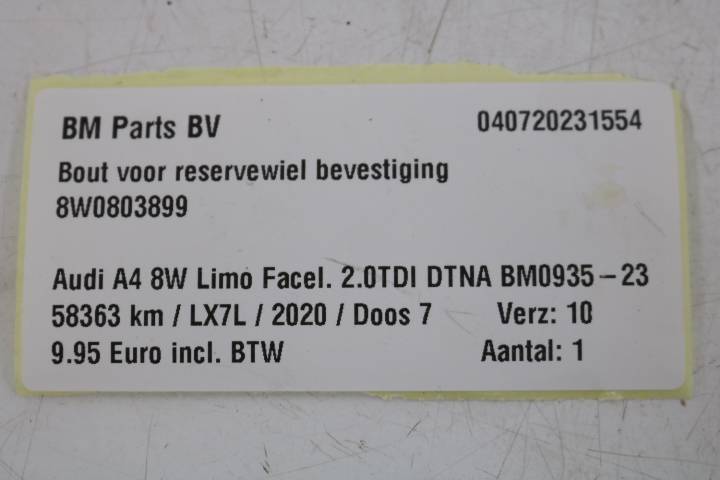 BM Parts BV 040720231554
Bout voor reservewiel bevestiging
8W0803899
Audi A4 8W Limo Facel. 2.0TDI DTNA BM0935-23
58363 km / LX7L / 2020 / Doos 7 Verz: 10
9.95 Euro incl. BTW Aantal: 1